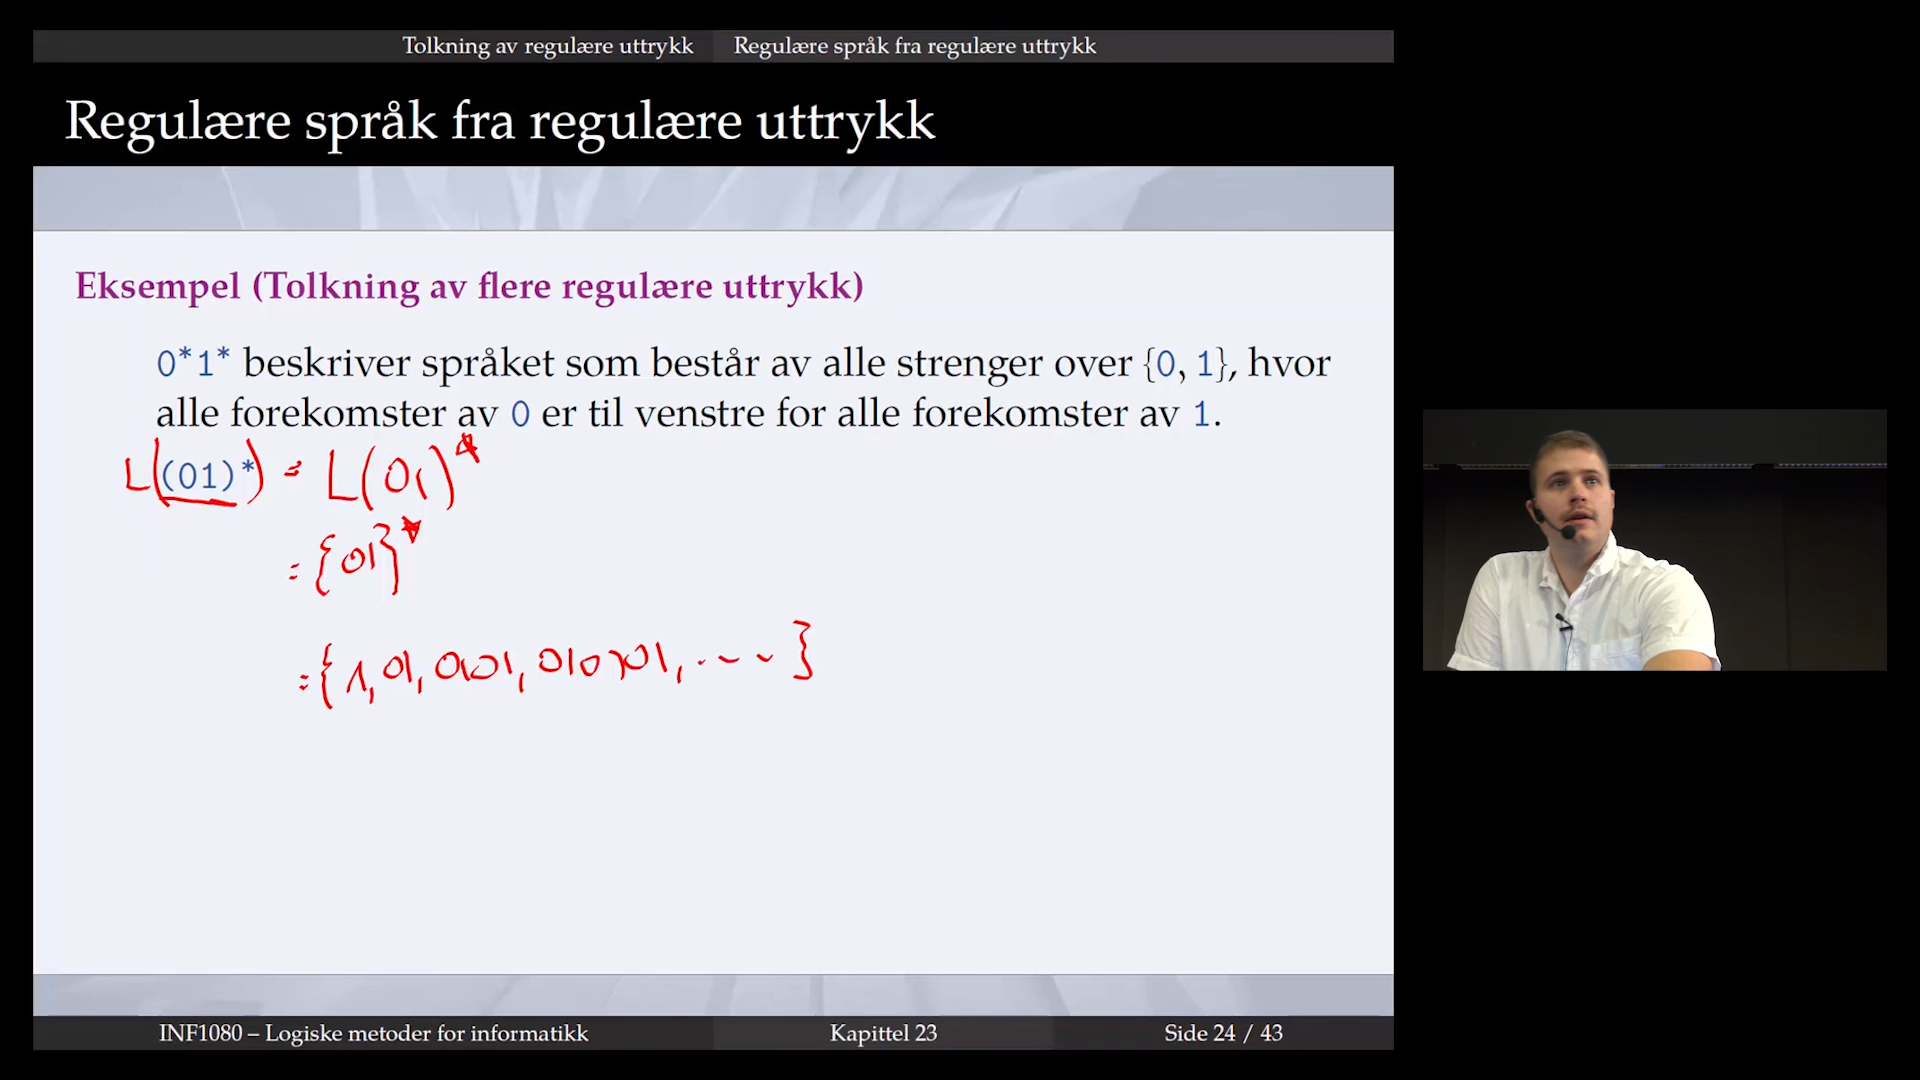 Tolkning av regulære uttrykk Regulære språk fra regulære uttrykk
Regulære språk fra regulære uttrykk
Eksempel (Tolkning av flere regulære uttrykk)
0*1* beskriver språket som består av alle strenger over {0, 1}, hvor
alle forekomster av 0 er til venstre for alle forekomster av 1.
L((01)*) = L(01)*
= {01}*
= {Λ, 01, 0101, 010101, ....}
INF1080 – Logiske metoder for informatikk Kapittel 23 Side 24 / 43